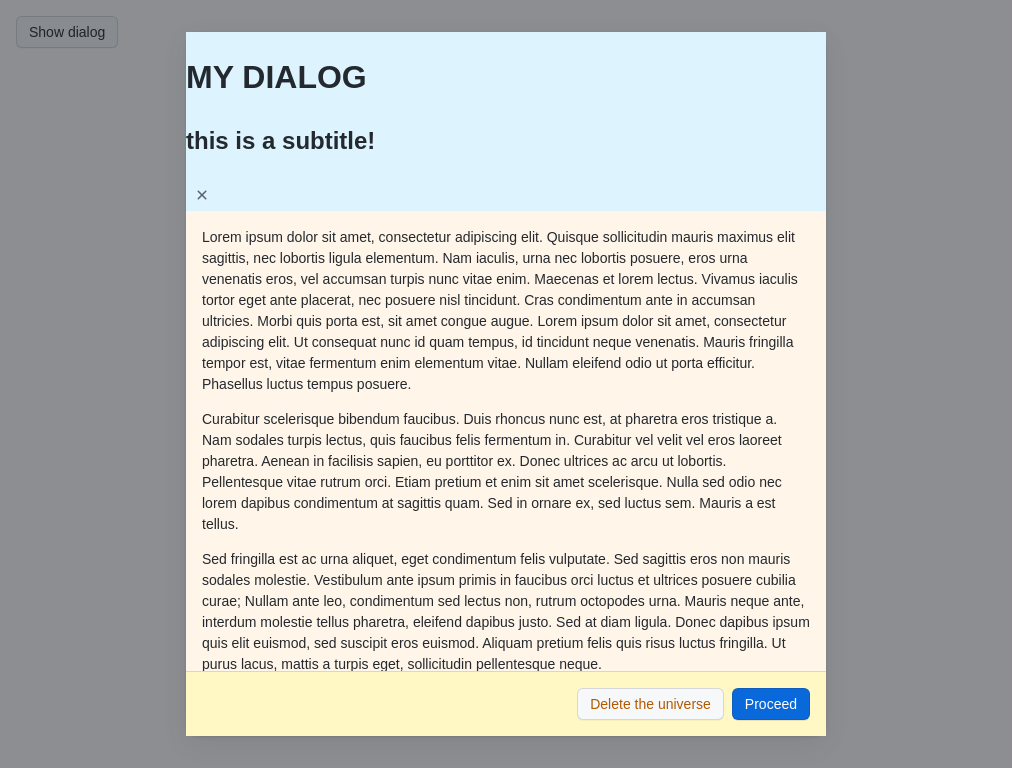 Show dialog
MY DIALOG
this is a subtitle!
✕
Lorem ipsum dolor sit amet, consectetur adipiscing elit. Quisque sollicitudin mauris maximus elit
sagittis, nec lobortis ligula elementum. Nam iaculis, urna nec lobortis posuere, eros urna
venenatis eros, vel accumsan turpis nunc vitae enim. Maecenas et lorem lectus. Vivamus iaculis
tortor eget ante placerat, nec posuere nisl tincidunt. Cras condimentum ante in accumsan
ultricies. Morbi quis porta est, sit amet congue augue. Lorem ipsum dolor sit amet, consectetur
adipiscing elit. Ut consequat nunc id quam tempus, id tincidunt neque venenatis. Mauris fringilla
tempor est, vitae fermentum enim elementum vitae. Nullam eleifend odio ut porta efficitur.
Phasellus luctus tempus posuere.
Curabitur scelerisque bibendum faucibus. Duis rhoncus nunc est, at pharetra eros tristique a.
Nam sodales turpis lectus, quis faucibus felis fermentum in. Curabitur vel velit vel eros laoreet
pharetra. Aenean in facilisis sapien, eu porttitor ex. Donec ultrices ac arcu ut lobortis.
Pellentesque vitae rutrum orci. Etiam pretium et enim sit amet scelerisque. Nulla sed odio nec
lorem dapibus condimentum at sagittis quam. Sed in ornare ex, sed luctus sem. Mauris a est
tellus.
Sed fringilla est ac urna aliquet, eget condimentum felis vulputate. Sed sagittis eros non mauris
sodales molestie. Vestibulum ante ipsum primis in faucibus orci luctus et ultrices posuere cubilia
curae; Nullam ante leo, condimentum sed lectus non, rutrum octopodes urna. Mauris neque ante,
interdum molestie tellus pharetra, eleifend dapibus justo. Sed at diam ligula. Donec dapibus ipsum
quis elit euismod, sed suscipit eros euismod. Aliquam pretium felis quis risus luctus fringilla. Ut
purus lacus, mattis a turpis eget, sollicitudin pellentesque neque.
Delete the universe
Proceed